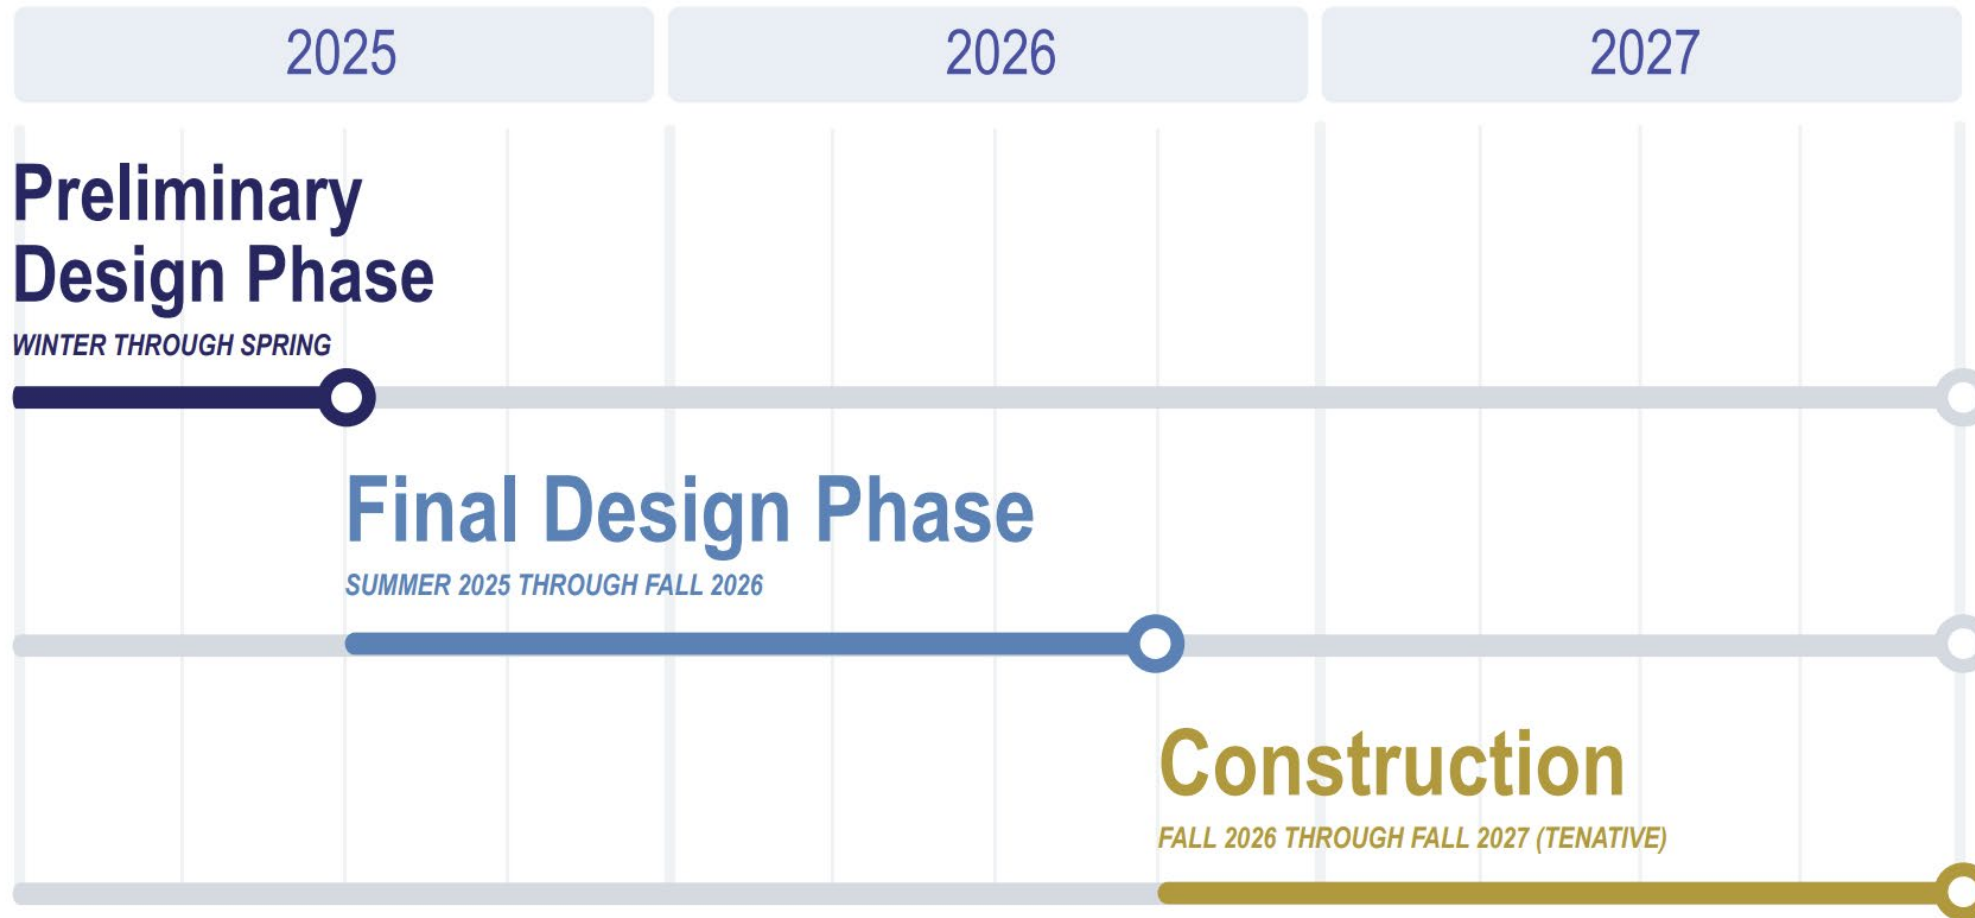 2025
2026
2027
Preliminary
Design Phase
WINTER THROUGH SPRING
Final Design Phase
SUMMER 2025 THROUGH FALL 2026
Construction
FALL 2026 THROUGH FALL 2027 (TENATIVE)